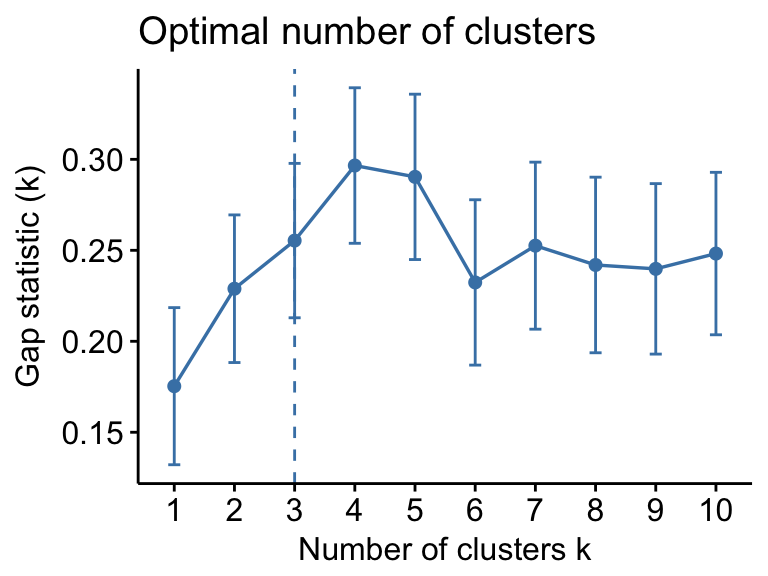 Optimal number of clusters
Gap statistic (k)
0.30
0.25
0.20
0.15
1 2 3 4 5 6 7 8 9 10
Number of clusters k